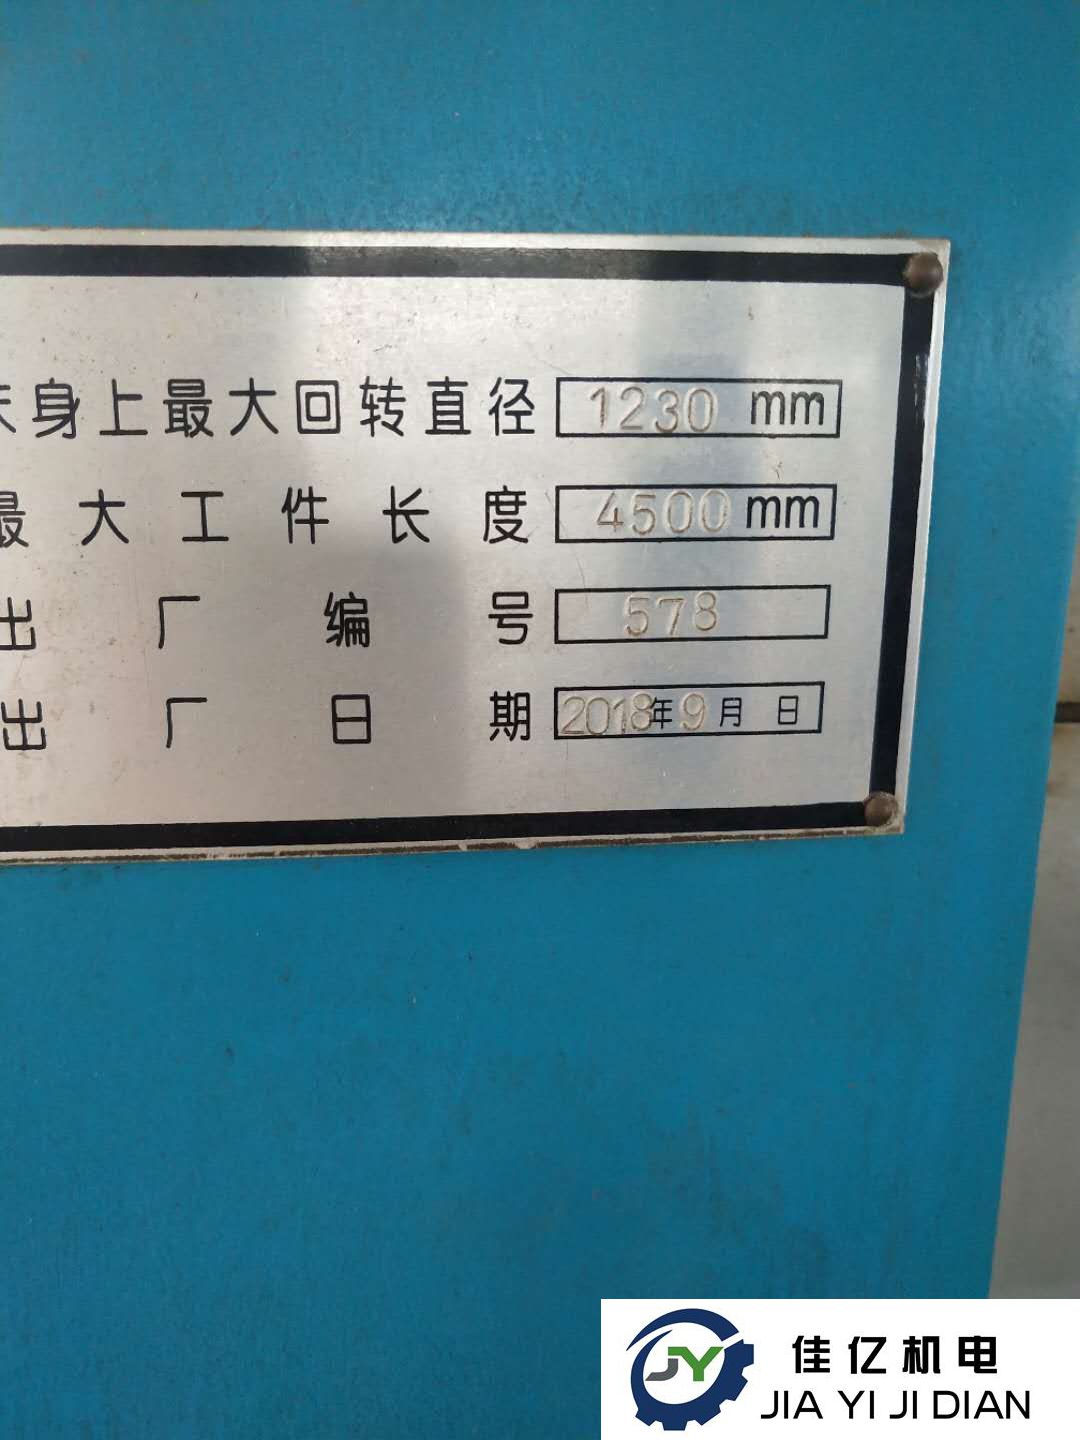 床身上最大回转直径 1230 mm
最大工件长度 4500 mm
出厂编号 578
出厂日期 2018年9月 日
JY
佳亿机电
JIA YI JI DIAN